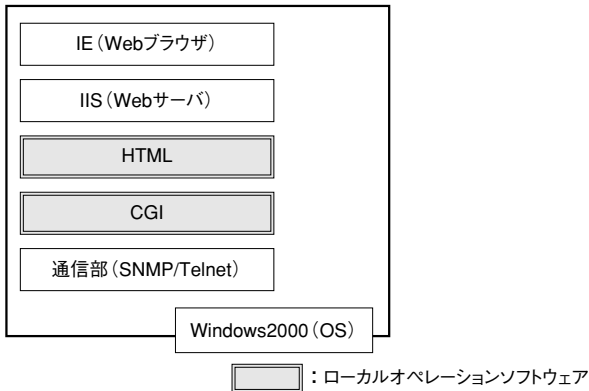 IE（Webブラウザ）
IIS（Webサーバ）
HTML
CGI
通信部（SNMP/Telnet）
Windows2000（OS）
：ローカルオペレーションソフトウェア